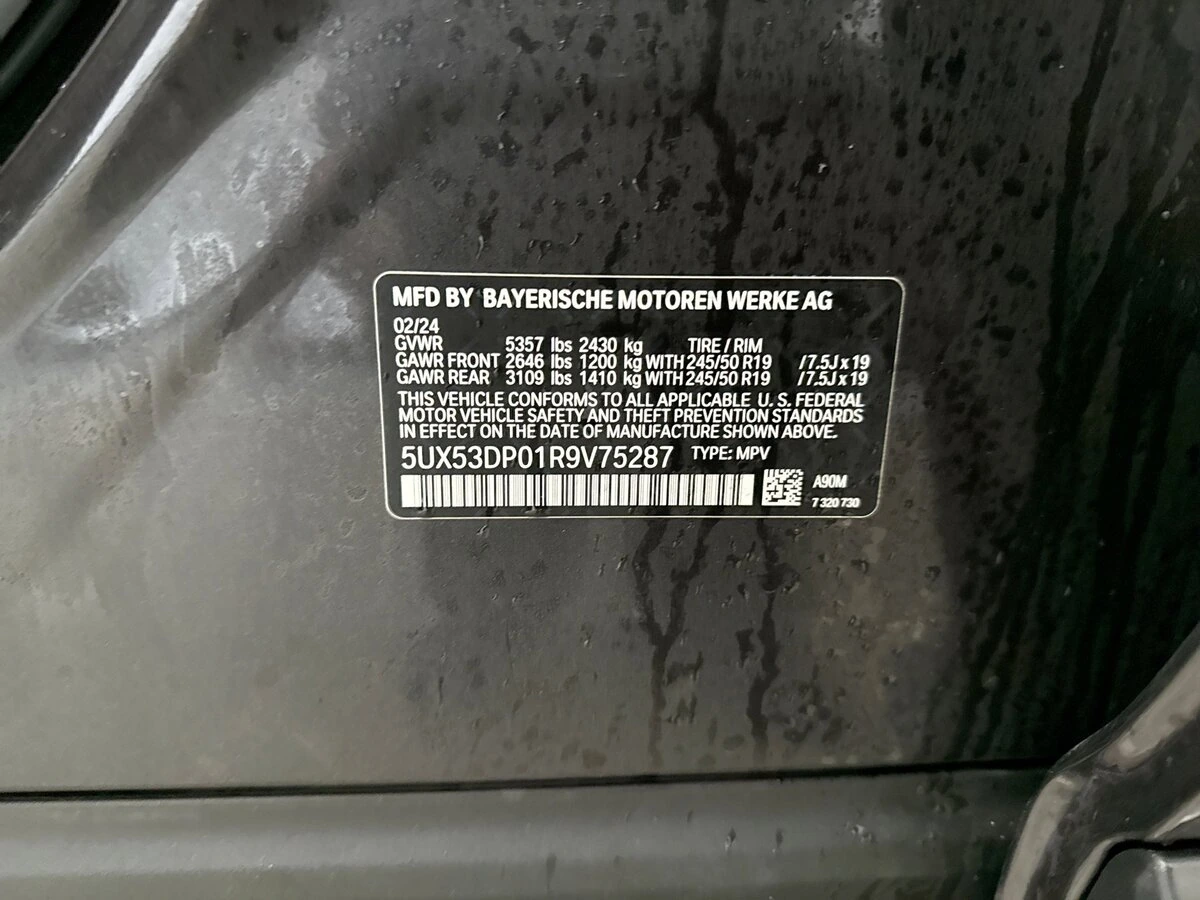 MFD BY BAYERISCHE MOTOREN WERKE AG
02/24
GVWR 5357 lbs 2430 kg TIRE / RIM
GAWR FRONT 2646 lbs 1200 kg WITH 245/50 R19 /7.5J x 19
GAWR REAR 3109 lbs 1410 kg WITH 245/50 R19 /7.5J x 19
THIS VEHICLE CONFORMS TO ALL APPLICABLE U. S. FEDERAL
MOTOR VEHICLE SAFETY AND THEFT PREVENTION STANDARDS
IN EFFECT ON THE DATE OF MANUFACTURE SHOWN ABOVE.
5UX53DP01R9V75287 TYPE: MPV
A90M
7 320 730